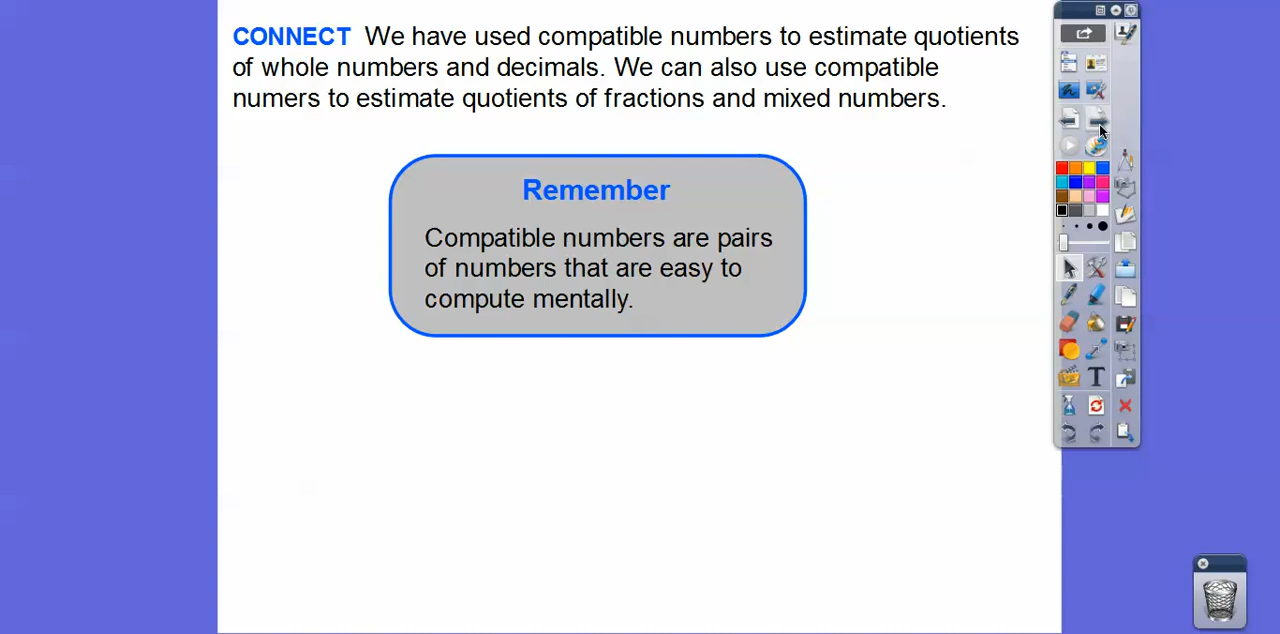 CONNECT We have used compatible numbers to estimate quotients
of whole numbers and decimals. We can also use compatible
numers to estimate quotients of fractions and mixed numbers.
Remember
Compatible numbers are pairs
of numbers that are easy to
compute mentally.